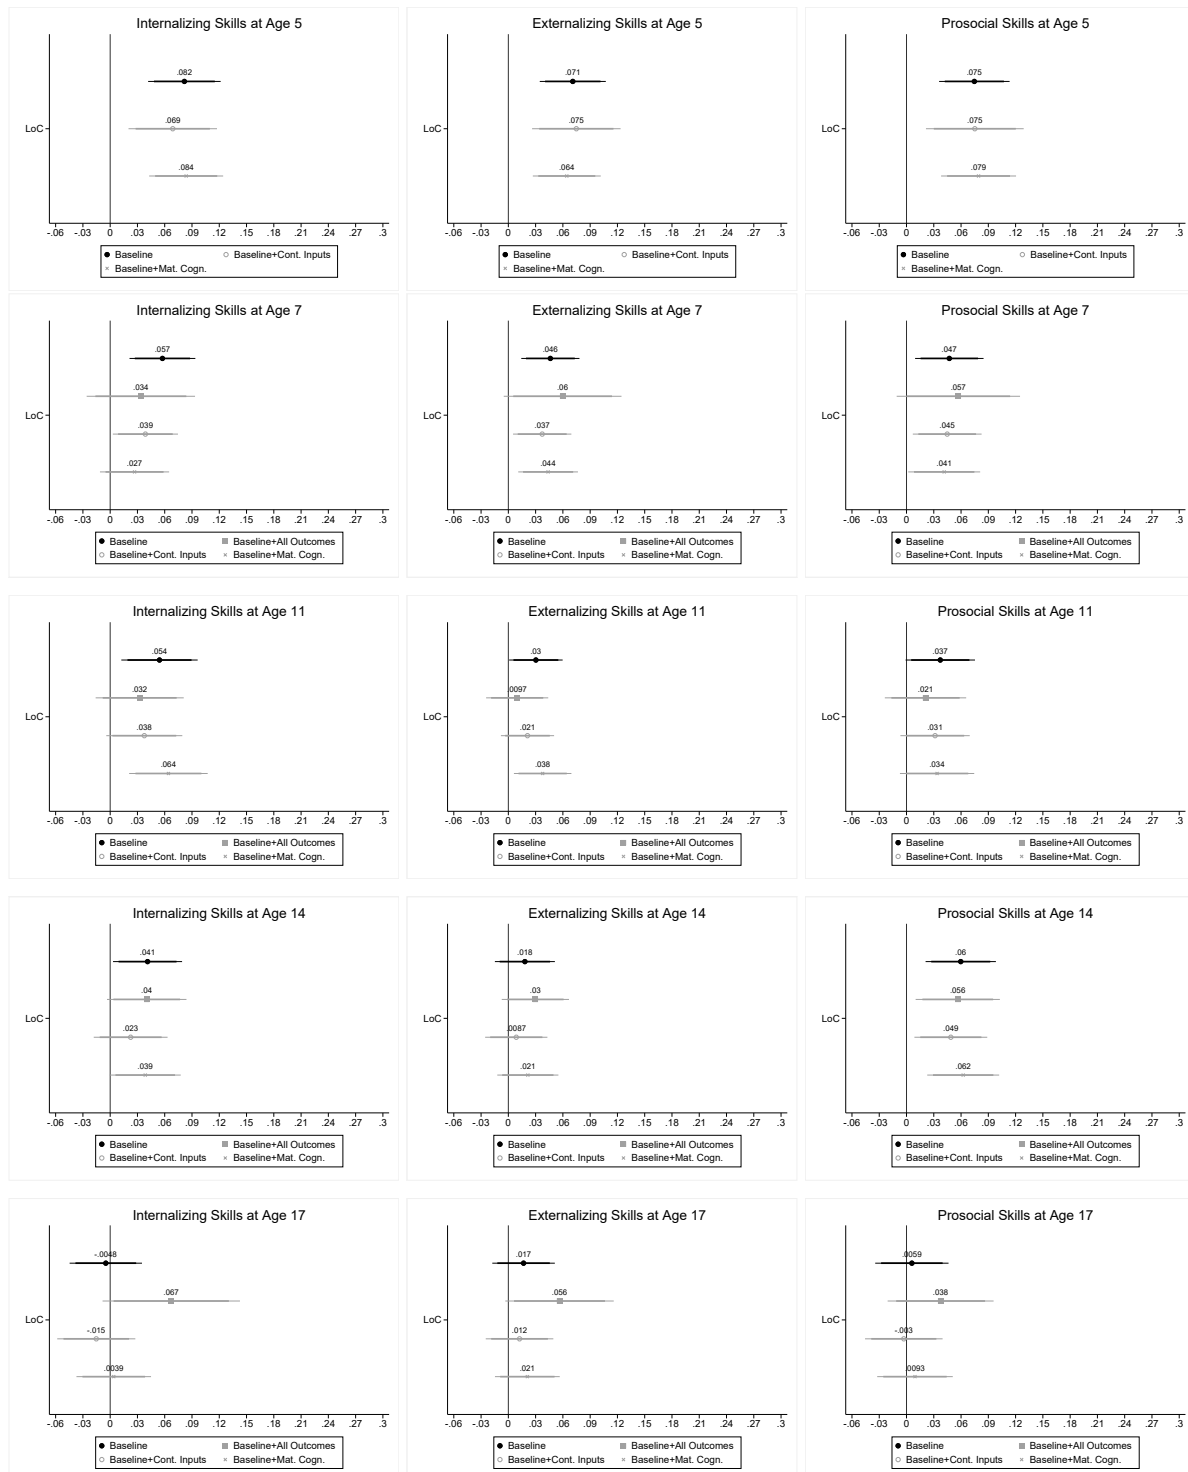 Internalizing Skills at Age 5
.082
.069
LoC
.084
-.06 -.03 0 .03 .06 .09 .12 .15 .18 .21 .24 .27 .3
Baseline Baseline+Cont. Inputs
Baseline+Mat. Cogn.
Externalizing Skills at Age 5
.071
.075
LoC
.064
-.06 -.03 0 .03 .06 .09 .12 .15 .18 .21 .24 .27 .3
Baseline Baseline+Cont. Inputs
Baseline+Mat. Cogn.
Prosocial Skills at Age 5
.075
.075
LoC
.079
-.06 -.03 0 .03 .06 .09 .12 .15 .18 .21 .24 .27 .3
Baseline Baseline+Cont. Inputs
Baseline+Mat. Cogn.
Internalizing Skills at Age 7
.057
.034
LoC
.039
.027
-.06 -.03 0 .03 .06 .09 .12 .15 .18 .21 .24 .27 .3
Baseline Baseline+All Outcomes
Baseline+Cont. Inputs Baseline+Mat. Cogn.
Externalizing Skills at Age 7
.046
.06
LoC
.037
.044
-.06 -.03 0 .03 .06 .09 .12 .15 .18 .21 .24 .27 .3
Baseline Baseline+All Outcomes
Baseline+Cont. Inputs Baseline+Mat. Cogn.
Prosocial Skills at Age 7
.047
.057
LoC
.045
.041
-.06 -.03 0 .03 .06 .09 .12 .15 .18 .21 .24 .27 .3
Baseline Baseline+All Outcomes
Baseline+Cont. Inputs Baseline+Mat. Cogn.
Internalizing Skills at Age 11
.054
.032
LoC
.038
.064
-.06 -.03 0 .03 .06 .09 .12 .15 .18 .21 .24 .27 .3
Baseline Baseline+All Outcomes
Baseline+Cont. Inputs Baseline+Mat. Cogn.
Externalizing Skills at Age 11
.03
.0097
LoC
.021
.038
-.06 -.03 0 .03 .06 .09 .12 .15 .18 .21 .24 .27 .3
Baseline Baseline+All Outcomes
Baseline+Cont. Inputs Baseline+Mat. Cogn.
Prosocial Skills at Age 11
.037
.021
LoC
.031
.034
-.06 -.03 0 .03 .06 .09 .12 .15 .18 .21 .24 .27 .3
Baseline Baseline+All Outcomes
Baseline+Cont. Inputs Baseline+Mat. Cogn.
Internalizing Skills at Age 14
.041
.04
LoC
.023
.039
-.06 -.03 0 .03 .06 .09 .12 .15 .18 .21 .24 .27 .3
Baseline Baseline+All Outcomes
Baseline+Cont. Inputs Baseline+Mat. Cogn.
Externalizing Skills at Age 14
.018
.03
LoC
.0087
.021
-.06 -.03 0 .03 .06 .09 .12 .15 .18 .21 .24 .27 .3
Baseline Baseline+All Outcomes
Baseline+Cont. Inputs Baseline+Mat. Cogn.
Prosocial Skills at Age 14
.06
.056
LoC
.049
.062
-.06 -.03 0 .03 .06 .09 .12 .15 .18 .21 .24 .27 .3
Baseline Baseline+All Outcomes
Baseline+Cont. Inputs Baseline+Mat. Cogn.
Internalizing Skills at Age 17
-.0048
.067
LoC
-.015
.0039
-.06 -.03 0 .03 .06 .09 .12 .15 .18 .21 .24 .27 .3
Baseline Baseline+All Outcomes
Baseline+Cont. Inputs Baseline+Mat. Cogn.
Externalizing Skills at Age 17
.017
.056
LoC
.012
.021
-.06 -.03 0 .03 .06 .09 .12 .15 .18 .21 .24 .27 .3
Baseline Baseline+All Outcomes
Baseline+Cont. Inputs Baseline+Mat. Cogn.
Prosocial Skills at Age 17
.0059
.038
LoC
-.003
.0093
-.06 -.03 0 .03 .06 .09 .12 .15 .18 .21 .24 .27 .3
Baseline Baseline+All Outcomes
Baseline+Cont. Inputs Baseline+Mat. Cogn.